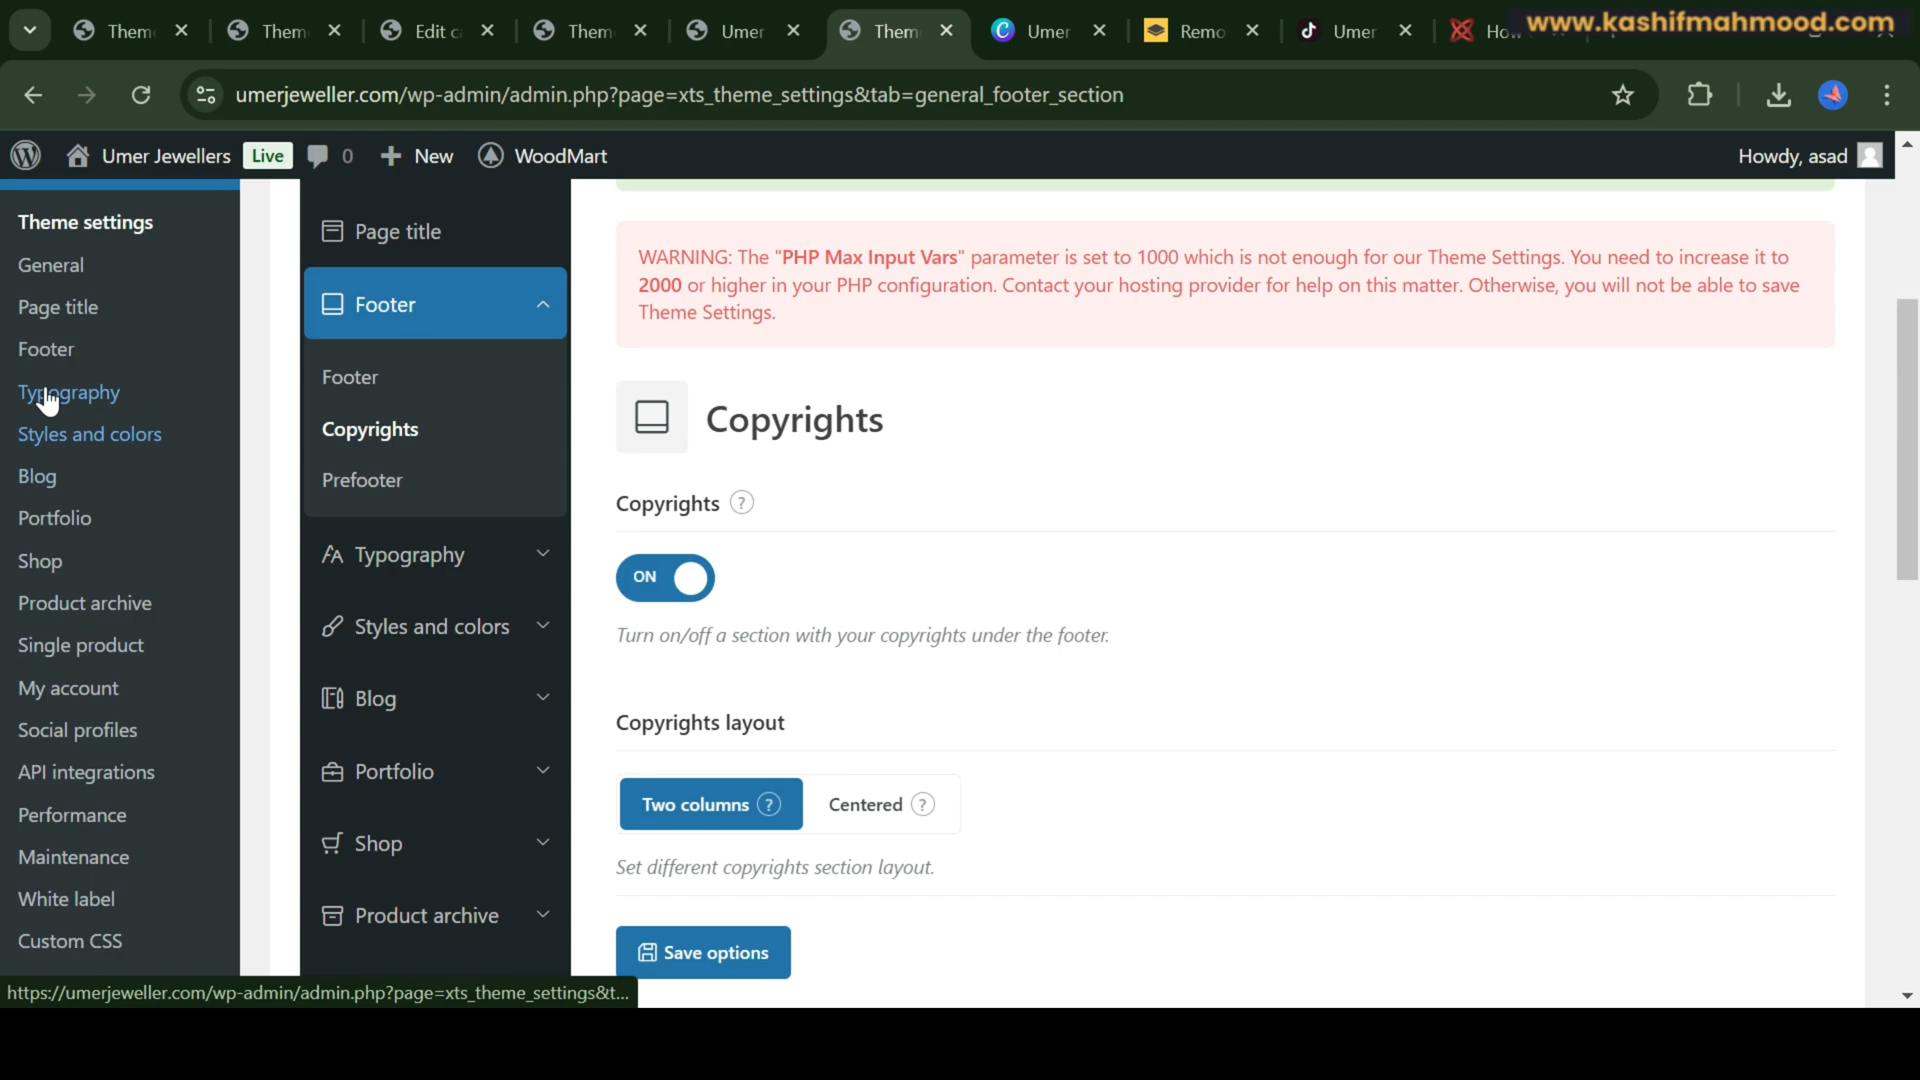 Them
Them
Edit c
Them
Umer
Them
Umer
Remo
Umer
How
www.kashifmahmood.com
umerjeweller.com/wp-admin/admin.php?page=xts_theme_settings&tab=general_footer_section
Umer Jewellers
Live
0
New
WoodMart
Howdy, asad
Theme settings
General
Page title
Footer
Typography
Styles and colors
Blog
Portfolio
Shop
Product archive
Single product
My account
Social profiles
API integrations
Performance
Maintenance
White label
Custom CSS
https://umerjeweller.com/wp-admin/admin.php?page=xts_theme_settings&t...
Page title
Footer
Footer
Copyrights
Prefooter
Typography
Styles and colors
Blog
Portfolio
Shop
Product archive
WARNING: The "PHP Max Input Vars" parameter is set to 1000 which is not enough for our Theme Settings. You need to increase it to
2000 or higher in your PHP configuration. Contact your hosting provider for help on this matter. Otherwise, you will not be able to save
Theme Settings.
Copyrights
Copyrights ?
ON
Turn on/off a section with your copyrights under the footer.
Copyrights layout
Two columns ?
Centered ?
Set different copyrights section layout.
Save options